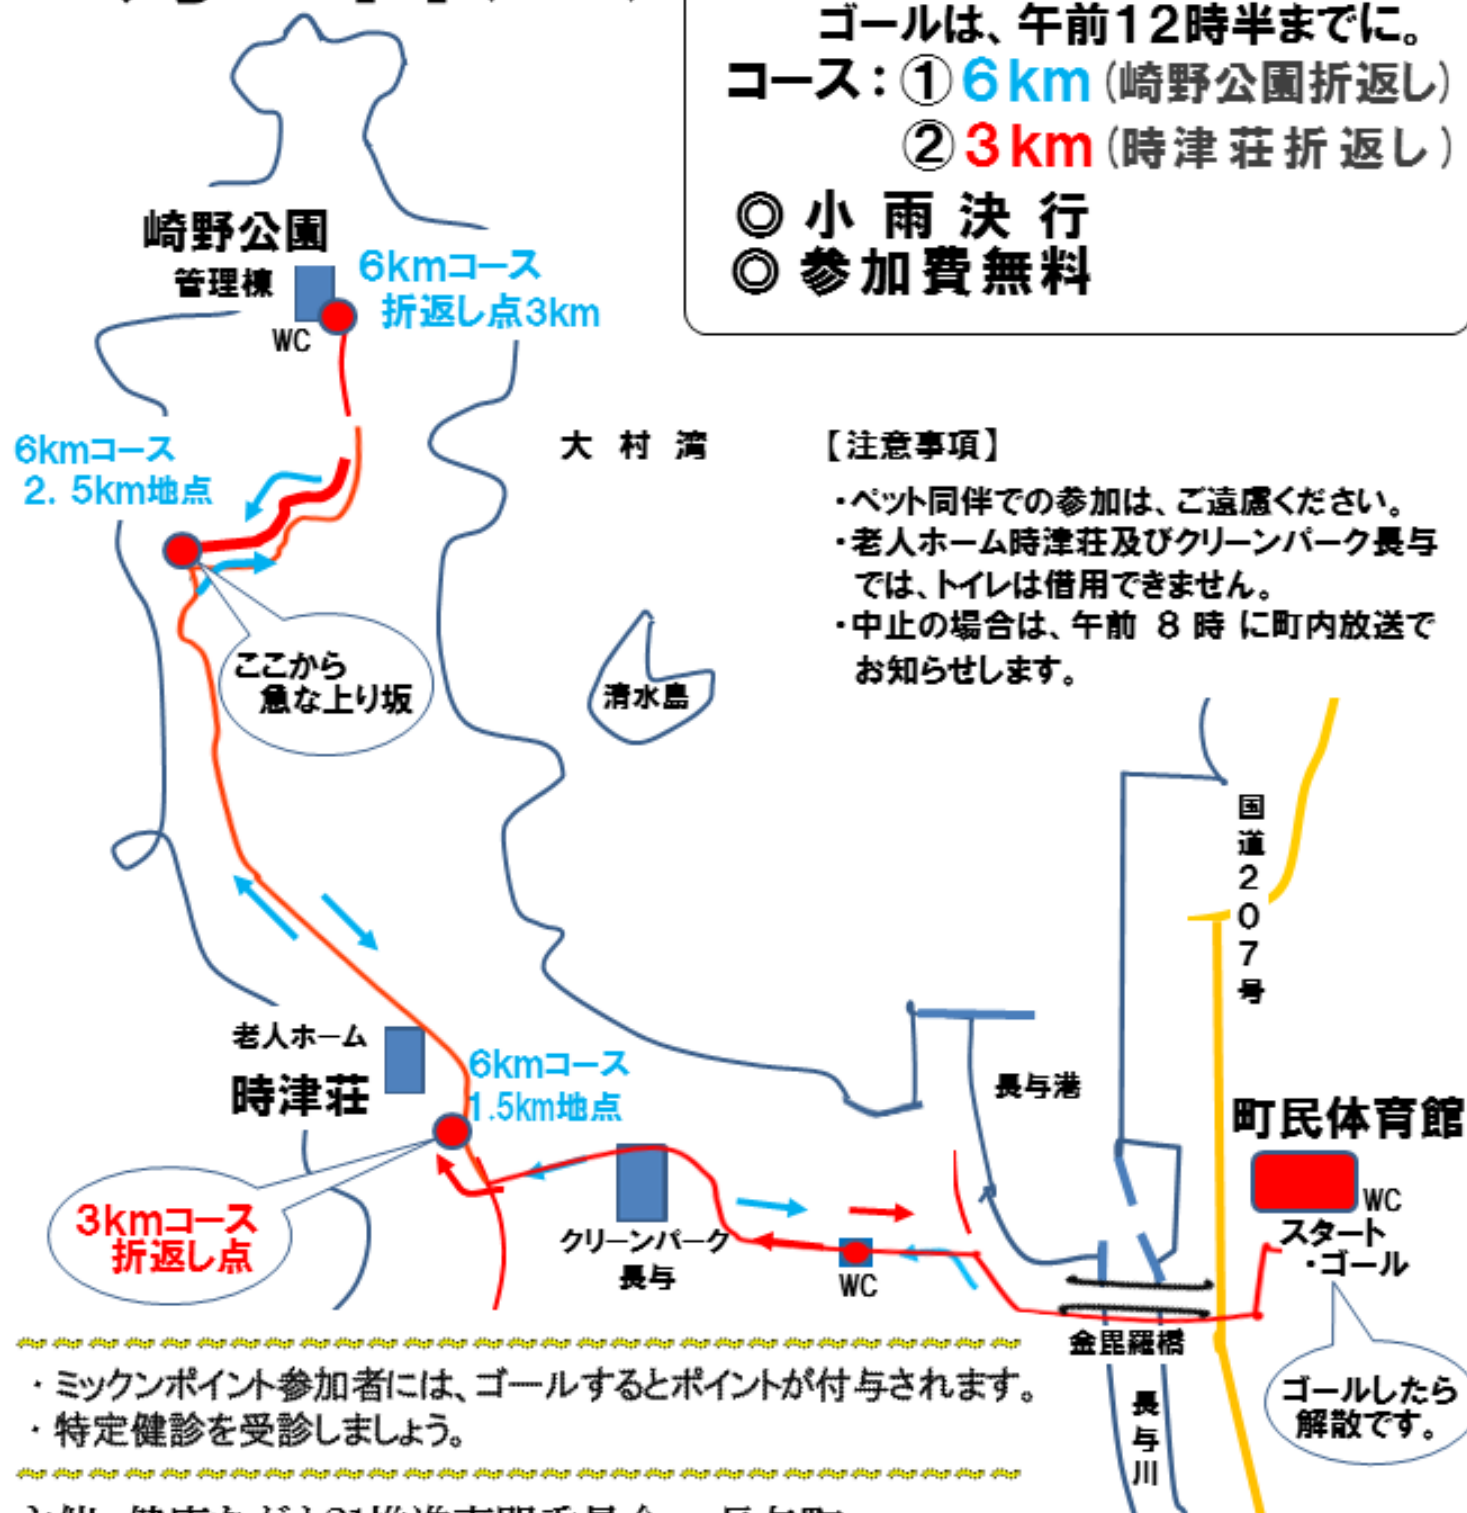 ゴールは、午前12時半までに。
コース：①6km(崎野公園折返し)
②3km(時津荘折返し)
◎小雨決行
◎参加費無料
崎野公園
管理棟
WC
6kmコース
折返し点3km
6kmコース
2.5km地点
大村湾
【注意事項】
・ペット同伴での参加は、ご遠慮ください。
・老人ホーム時津荘及びクリーンパーク長与
では、トイレは借用できません。
・中止の場合は、午前 8時 に町内放送で
お知らせします。
ここから
急な上り坂
清水島
国道207号
老人ホーム
時津荘
6kmコース
1.5km地点
長与港
町民体育館
WC
スタート
・ゴール
3kmコース
折返し点
クリーンパーク
長与
WC
金毘羅橋
長与川
ゴールしたら
解散です。
・ミックンポイント参加者には、ゴールするとポイントが付与されます。
・特定健診を受診しましょう。